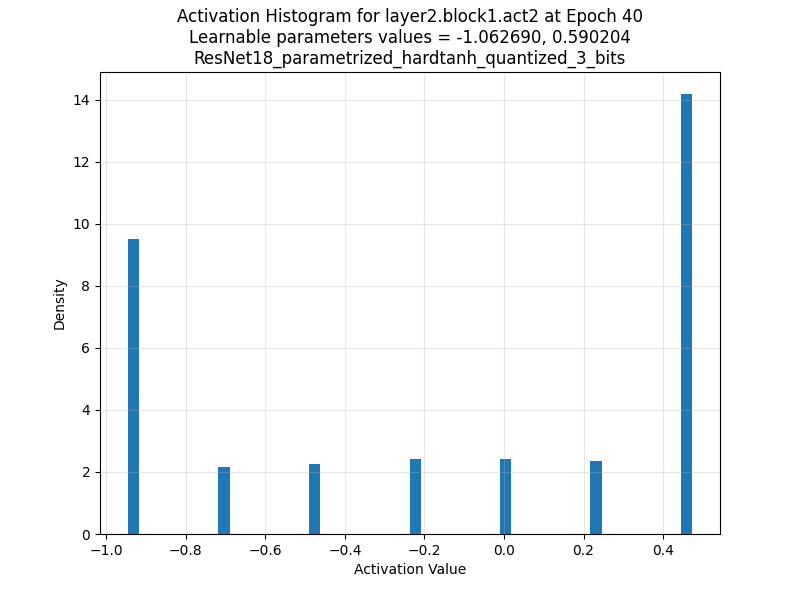 Activation Histogram for layer2.block1.act2 at Epoch 40
Learnable parameters values = -1.062690, 0.590204
ResNet18_parametrized_hardtanh_quantized_3_bits
14
12
10
8
6
4
2
0
Density
−1.0 −0.8 −0.6 −0.4 −0.2 0.0 0.2 0.4
Activation Value